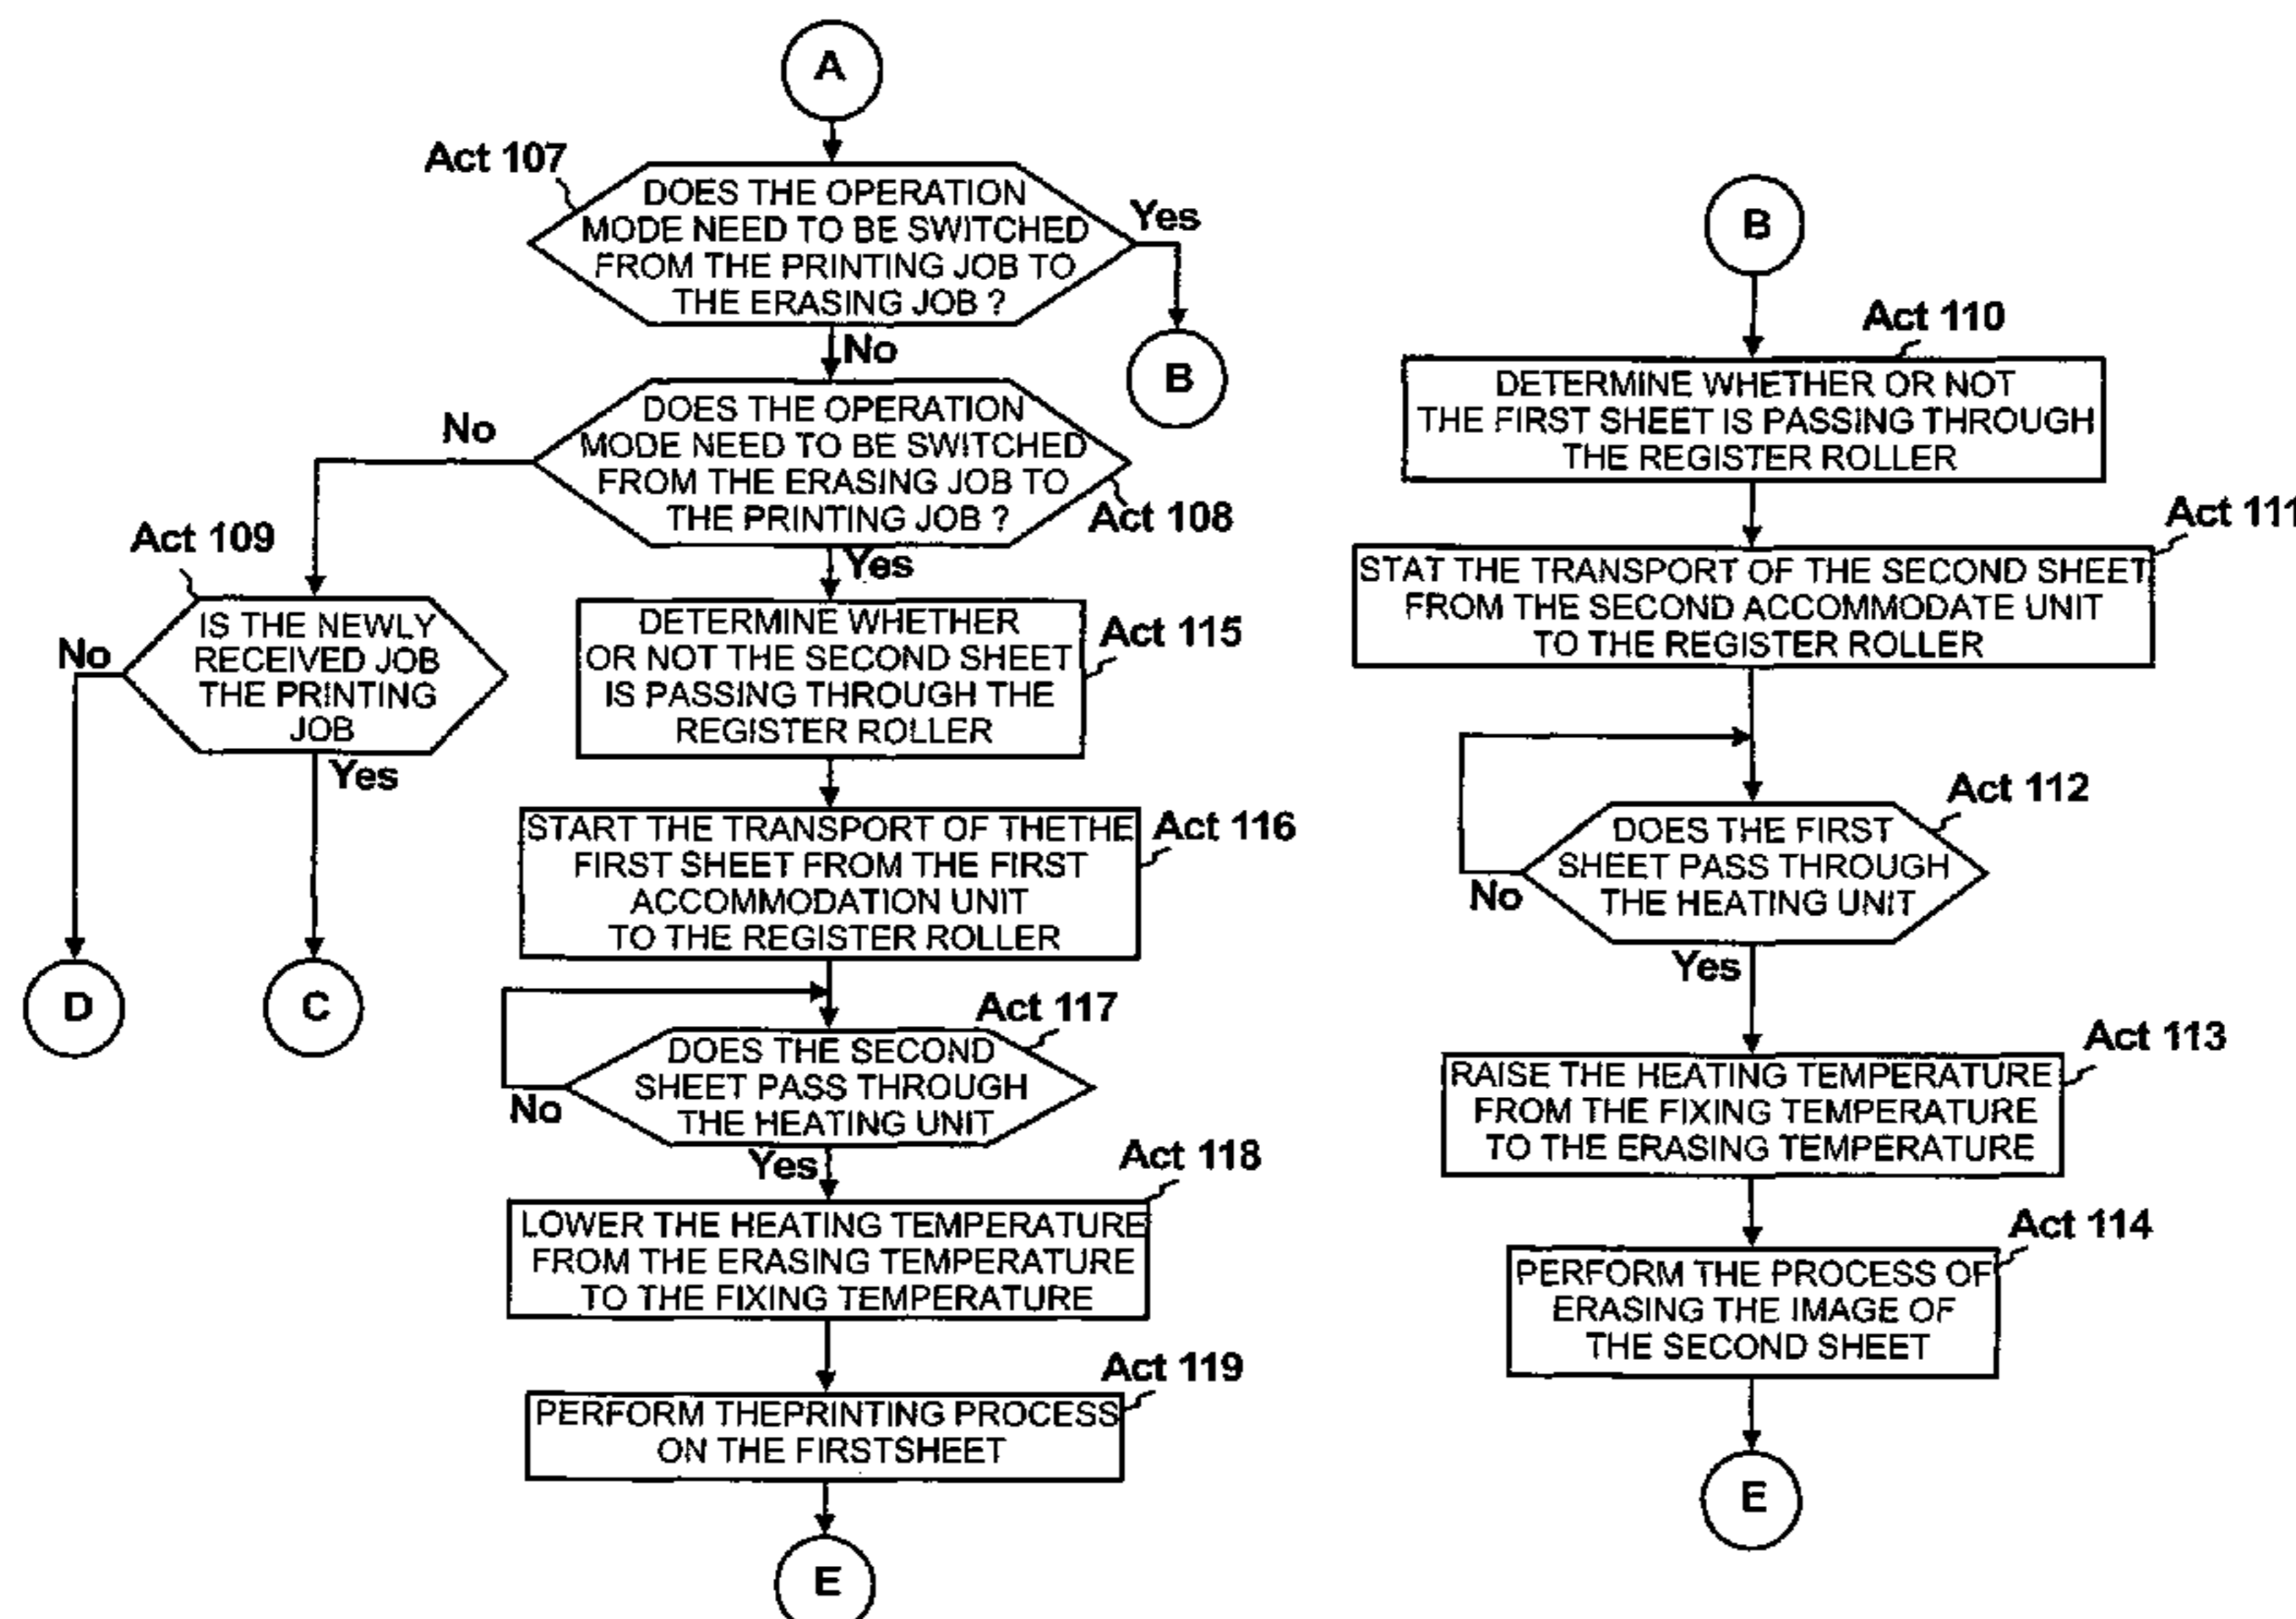 A
Act 107
DOES THE OPERATION
MODE NEED TO BE SWITCHED
FROM THE PRINTING JOB TO
THE ERASING JOB ?
Yes
B
No
DOES THE OPERATION
MODE NEED TO BE SWITCHED
FROM THE ERASING JOB TO
THE PRINTING JOB ?
No
Act 108
Yes
Act 109
IS THE NEWLY
RECEIVED JOB
THE PRINTING
JOB
No
Yes
D
C
DETERMINE WHETHER
OR NOT THE SECOND SHEET
IS PASSING THROUGH THE
REGISTER ROLLER
Act 115
START THE TRANSPORT OF THETHE
FIRST SHEET FROM THE FIRST
ACCOMMODATION UNIT
TO THE REGISTER ROLLER
Act 116
Act 117
DOES THE SECOND
SHEET PASS THROUGH
THE HEATING UNIT
No
Yes
Act 118
LOWER THE HEATING TEMPERATURE
FROM THE ERASING TEMPERATURE
TO THE FIXING TEMPERATURE
Act 119
PERFORM THEPRINTING PROCESS
ON THE FIRSTSHEET
E
B
Act 110
DETERMINE WHETHER OR NOT
THE FIRST SHEET IS PASSING THROUGH
THE REGISTER ROLLER
Act 111
STAT THE TRANSPORT OF THE SECOND SHEET
FROM THE SECOND ACCOMMODATE UNIT
TO THE REGISTER ROLLER
Act 112
DOES THE FIRST
SHEET PASS THROUGH
THE HEATING UNIT
No
Yes
Act 113
RAISE THE HEATING TEMPERATURE
FROM THE FIXING TEMPERATURE
TO THE ERASING TEMPERATURE
Act 114
PERFORM THE PROCESS OF
ERASING THE IMAGE OF
THE SECOND SHEET
E